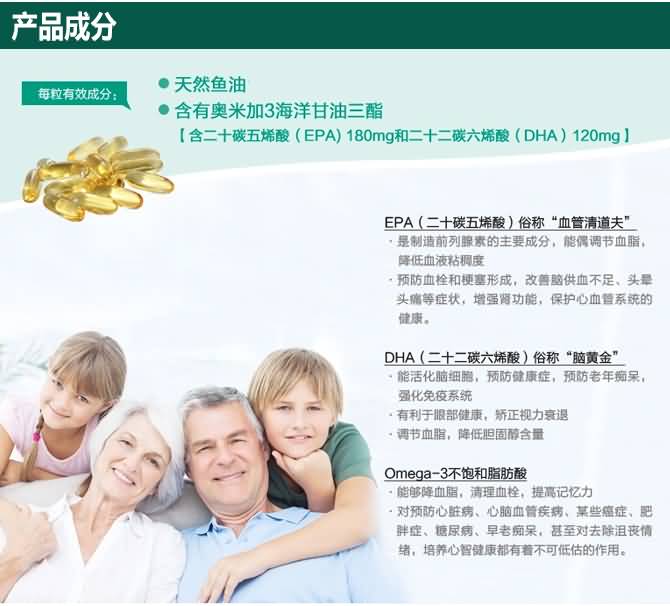 产品成分
每粒有效成分:
● 天然鱼油
● 含有奥米加3海洋甘油三酯
【 含二十碳五烯酸（EPA) 180mg和二十二碳六烯酸（DHA）120mg 】
EPA（二十碳五烯酸）俗称“血管清道夫”
· 是制造前列腺素的主要成分，能偶调节血脂，
降低血液粘稠度
· 预防血栓和梗塞形成，改善脑供血不足、头晕
头痛等症状，增强肾功能，保护心血管系统的
健康。
DHA（二十二碳六烯酸）俗称“脑黄金”
· 能活化脑细胞，预防健康症，预防老年痴呆，
强化免疫系统
· 有利于眼部健康，矫正视力衰退
· 调节血脂，降低胆固醇含量
Omega-3不饱和脂肪酸
· 能够降血脂，清理血栓，提高记忆力
· 对预防心脏病、心脑血管疾病、某些癌症、肥
胖症、糖尿病、早老痴呆，甚至对去除沮丧情
绪，培养心智健康都有着不可低估的作用。